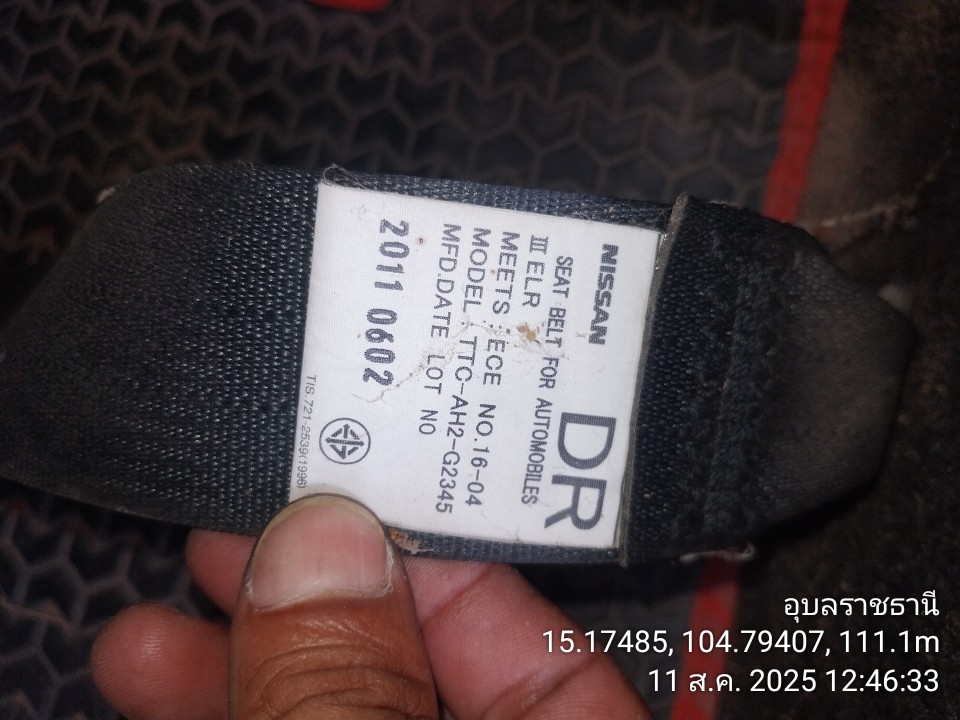 NISSAN DR
SEAT BELT FOR AUTOMOBILES
III ELR
MEETS : ECE NO.16-04
MODEL : TTC-AH2-G2345
MFD.DATE LOT NO
2011 0602
TIS.721-2539(1996)
อุบลราชธานี
15.17485, 104.79407, 111.1m
11 ส.ค. 2025 12:46:33